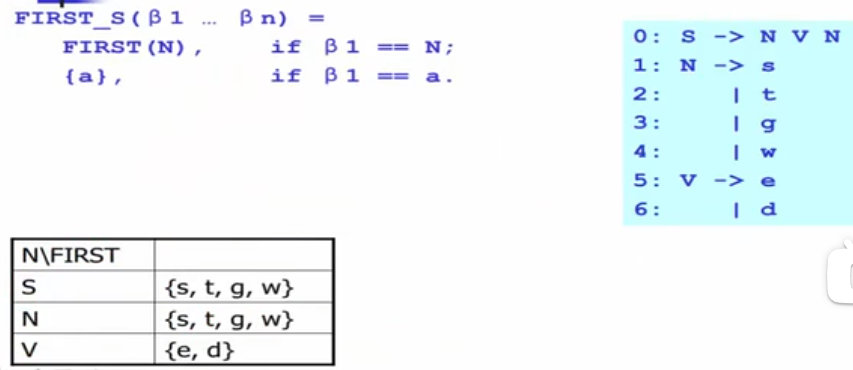 FIRST_S(β1 … βn) =
FIRST(N), if β1 == N;
{a}, if β1 == a.
0: S -> N V N
1: N -> s
2: | t
3: | g
4: | w
5: V -> e
6: | d
N\FIRST
S {s, t, g, w}
N {s, t, g, w}
V {e, d}